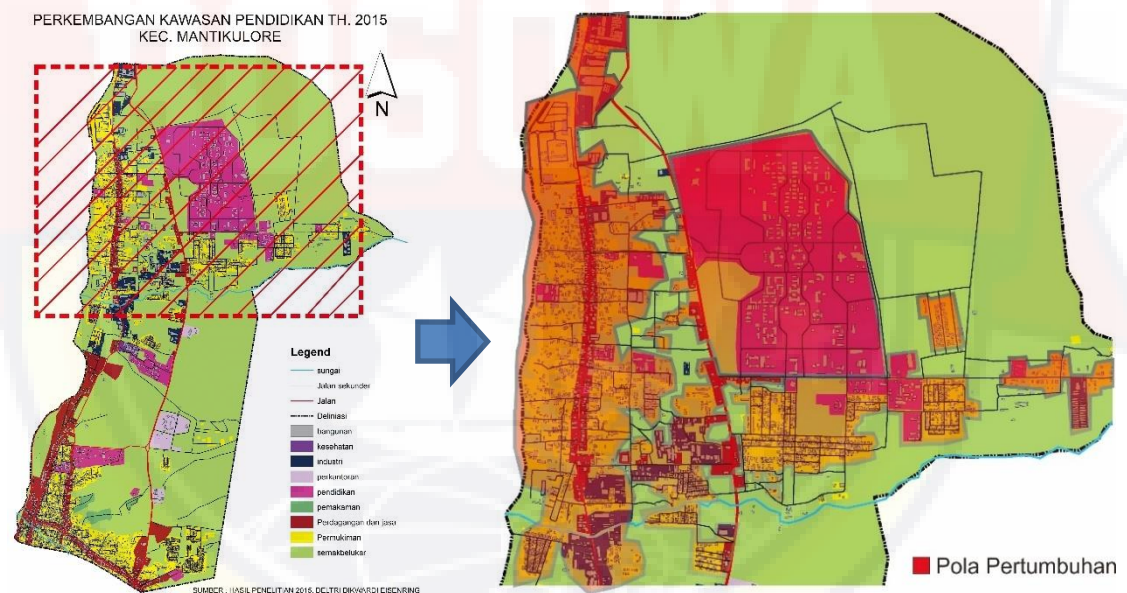 PERKEMBANGAN KAWASAN PENDIDIKAN TH. 2015
KEC. MANTIKULORE
N
Legend
sungai
Jalan sekunder
Jalan
Deliniasi
bangunan
kesehatan
industri
perkantoran
pendidikan
pemakaman
Perdagangan dan jasa
Permukiman
semakbelukar
SUMBER : HASIL PENELITIAN 2015, DELTRI DIKWARDI EISENRING
Pola Pertumbuhan